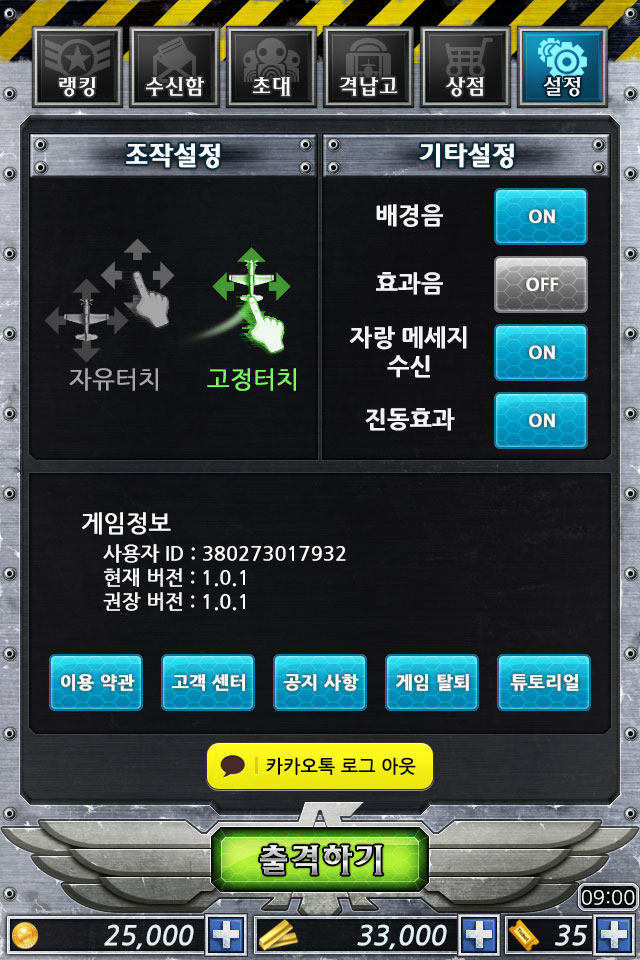 랭킹
수신함
초대
격납고
상점
설정
조작설정
기타설정
자유터치
고정터치
배경음
ON
효과음
OFF
자랑 메세지
수신
ON
진동효과
ON
게임정보
사용자 ID : 380273017932
현재 버전 : 1.0.1
권장 버전 : 1.0.1
이용 약관
고객 센터
공지 사항
게임 탈퇴
튜토리얼
카카오톡 로그 아웃
출격하기
09:00
25,000
33,000
Ticket
35